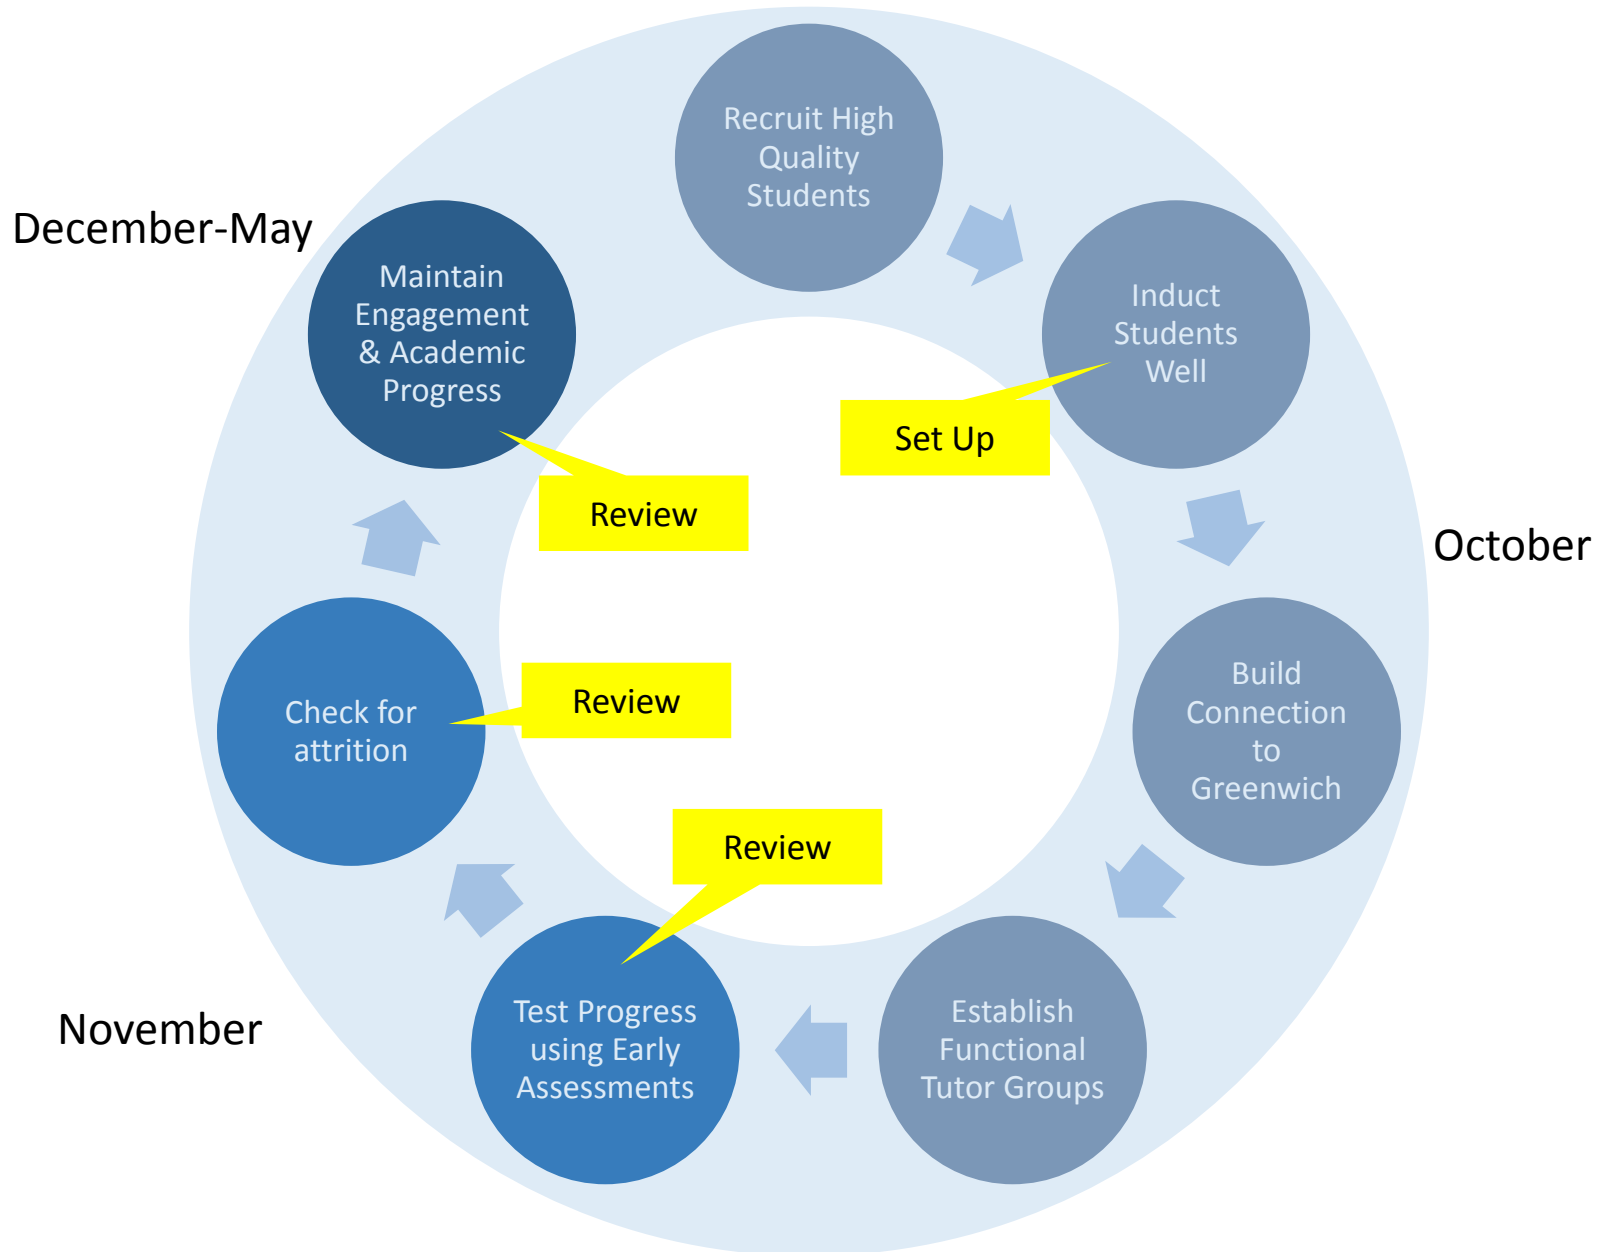 Recruit High
Quality
Students
Induct
Students
Well
Set Up
October
Build
Connection
to
Greenwich
Establish
Functional
Tutor Groups
Test Progress
using Early
Assessments
Review
November
Check for
attrition
Review
Maintain
Engagement
& Academic
Progress
Review
December-May